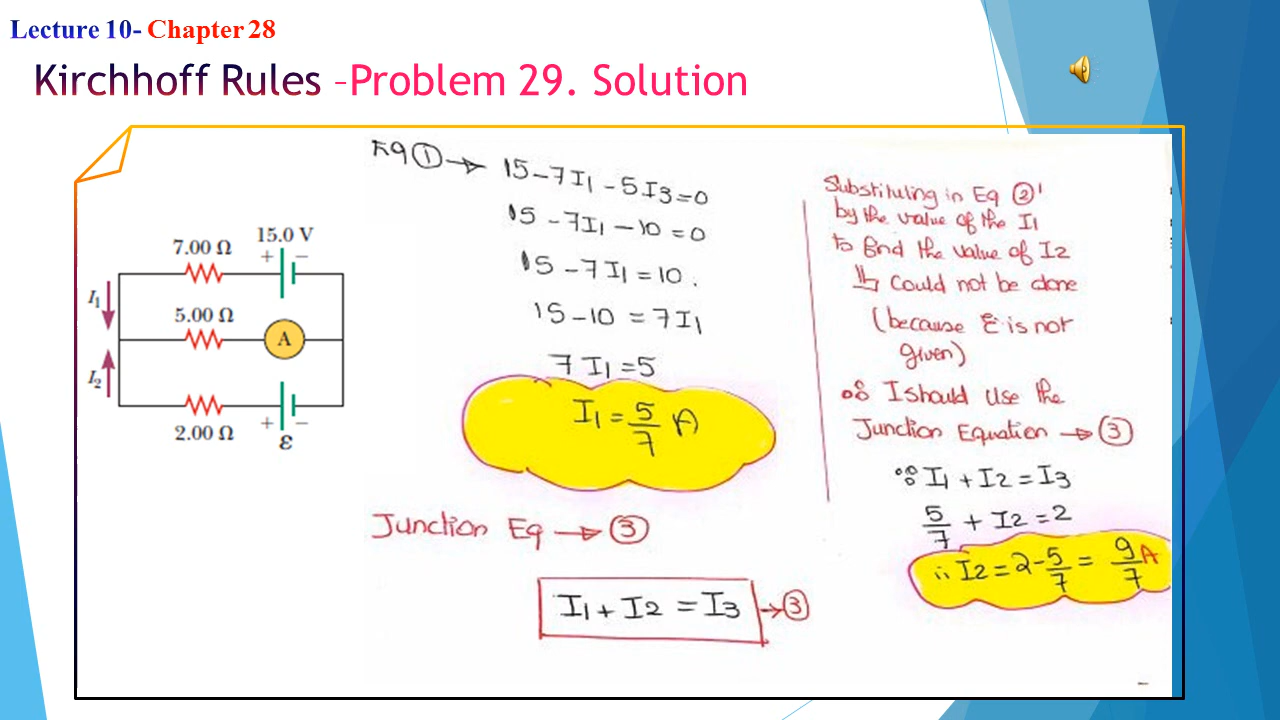 Lecture 10- Chapter 28
Kirchhoff Rules –Problem 29. Solution
7.00 Ω
15.0 V
+ −
I₁
5.00 Ω
A
I₂
2.00 Ω
+ −
ε
Eq ① → 15 − 7I₁ − 5I₃ = 0
15 − 7I₁ − 10 = 0
15 − 7I₁ = 10 .
15 − 10 = 7I₁
7 I₁ = 5
I₁ = 5/7 A
Junction Eq → ③
I₁ + I₂ = I₃ → ③
Substituting in Eq ②'
by the value of the I₁
to find the value of I₂
↳ Could not be done
(because ε is not
given)
∴ I should use the
Junction Equation → ③
∵ I₁ + I₂ = I₃
5/7 + I₂ = 2
∴ I₂ = 2 − 5/7 = 9/7 A